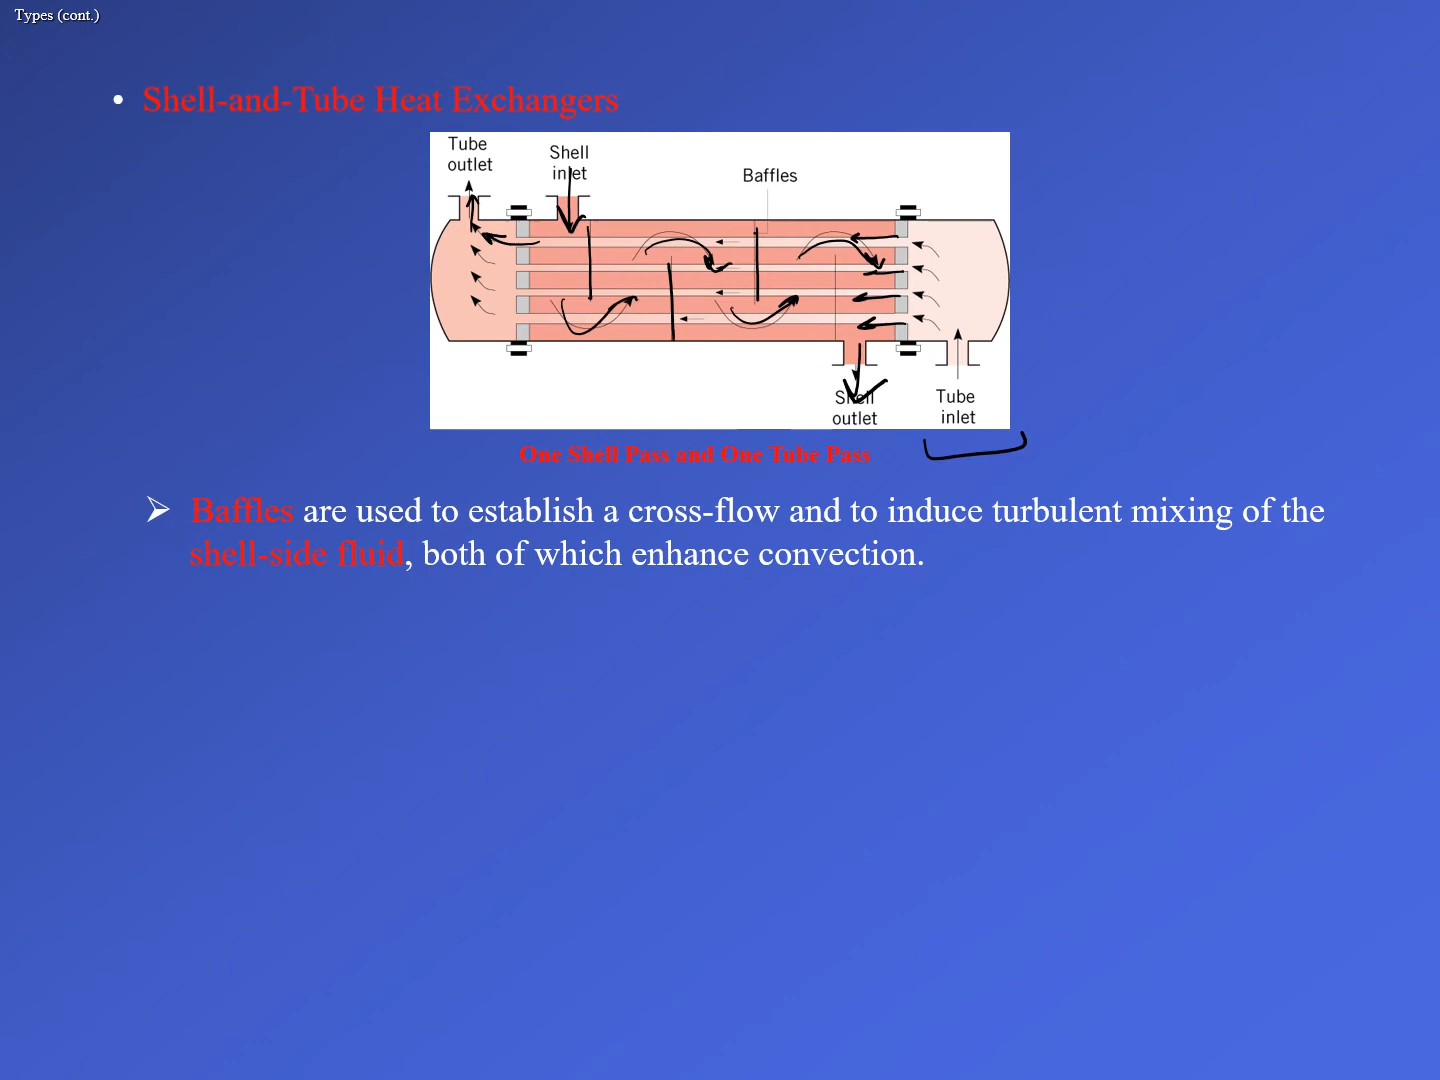 Types (cont.)
• Shell-and-Tube Heat Exchangers
Tube
outlet
Shell
inlet
Baffles
Shell
outlet
Tube
inlet
One Shell Pass and One Tube Pass
➢ Baffles are used to establish a cross-flow and to induce turbulent mixing of the
shell-side fluid, both of which enhance convection.